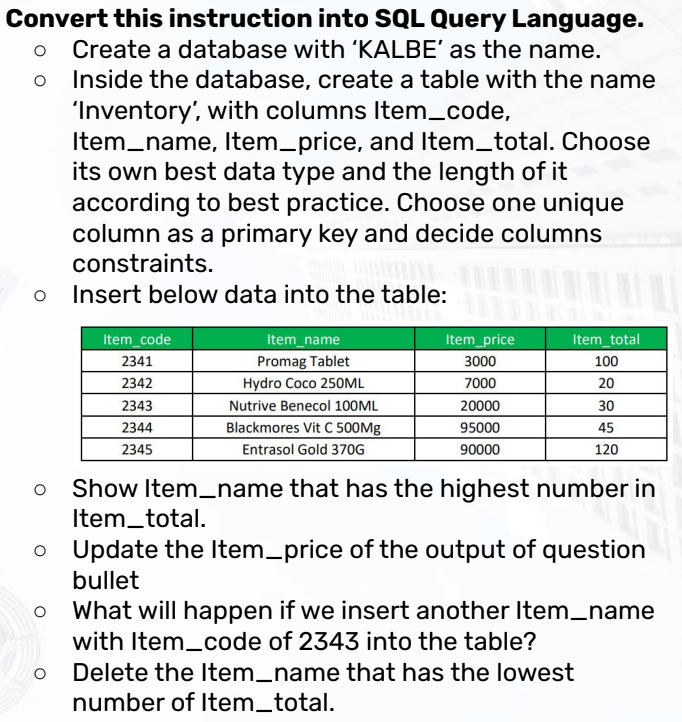 Convert this instruction into SQL Query Language.
○ Create a database with ‘KALBE’ as the name.
○ Inside the database, create a table with the name
‘Inventory’, with columns Item_code,
Item_name, Item_price, and Item_total. Choose
its own best data type and the length of it
according to best practice. Choose one unique
column as a primary key and decide columns
constraints.
○ Insert below data into the table:
Item_code Item_name Item_price Item_total
2341 Promag Tablet 3000 100
2342 Hydro Coco 250ML 7000 20
2343 Nutrive Benecol 100ML 20000 30
2344 Blackmores Vit C 500Mg 95000 45
2345 Entrasol Gold 370G 90000 120
○ Show Item_name that has the highest number in
Item_total.
○ Update the Item_price of the output of question
bullet
○ What will happen if we insert another Item_name
with Item_code of 2343 into the table?
○ Delete the Item_name that has the lowest
number of Item_total.